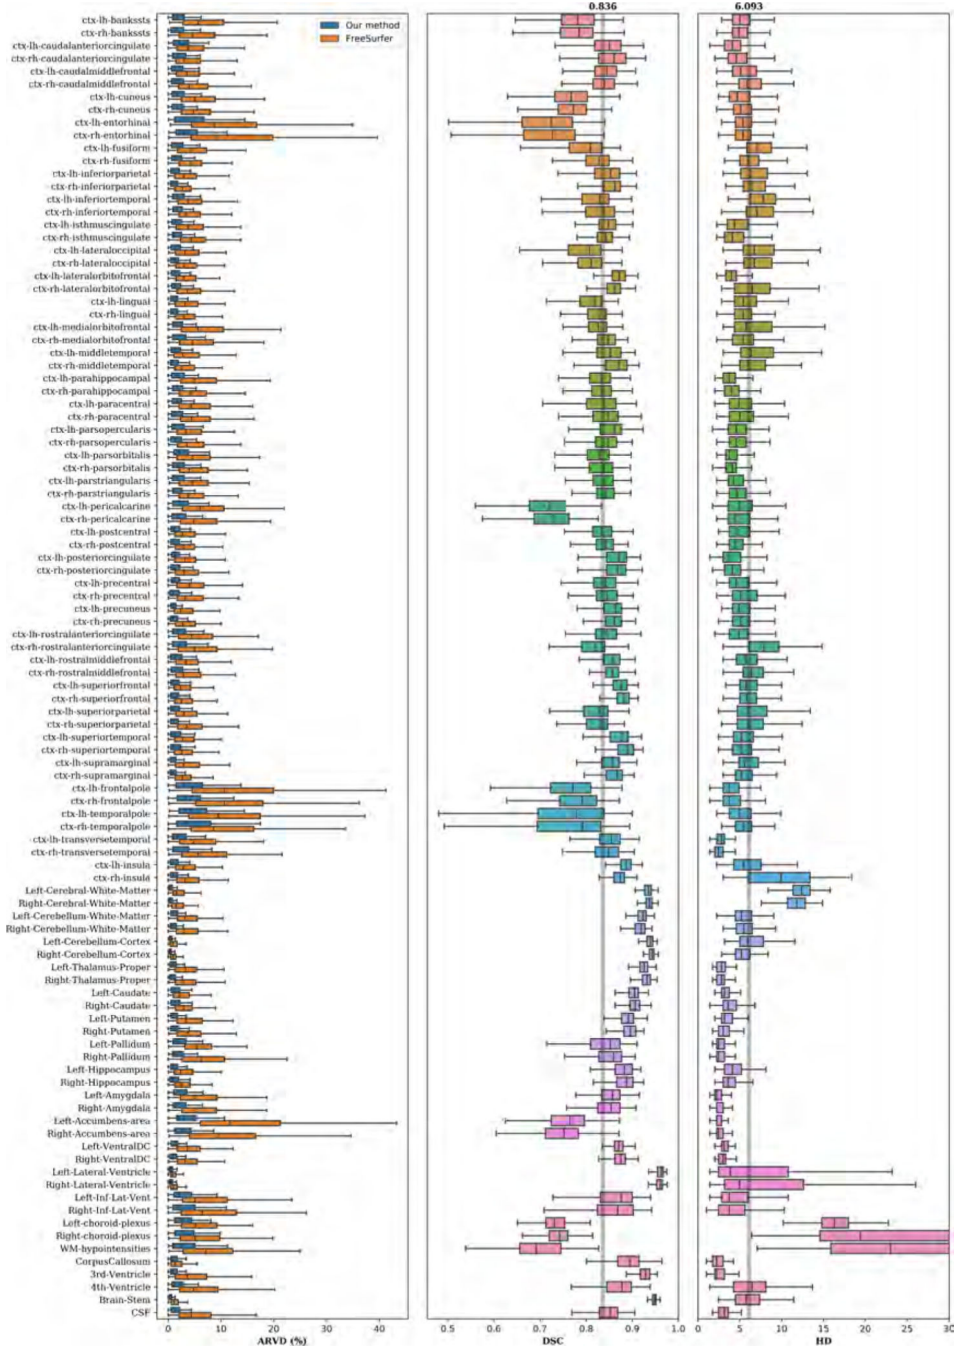 0.836 6.093
Our method
FreeSurfer
ctx-lh-bankssts
ctx-rh-bankssts
ctx-lh-caudalanteriorcingulate
ctx-rh-caudalanteriorcingulate
ctx-lh-caudalmiddlefrontal
ctx-rh-caudalmiddlefrontal
ctx-lh-cuneus
ctx-rh-cuneus
ctx-lh-entorhinal
ctx-rh-entorhinal
ctx-lh-fusiform
ctx-rh-fusiform
ctx-lh-inferiorparietal
ctx-rh-inferiorparietal
ctx-lh-inferiortemporal
ctx-rh-inferiortemporal
ctx-lh-isthmuscingulate
ctx-rh-isthmuscingulate
ctx-lh-lateraloccipital
ctx-rh-lateraloccipital
ctx-lh-lateralorbitofrontal
ctx-rh-lateralorbitofrontal
ctx-lh-lingual
ctx-rh-lingual
ctx-lh-medialorbitofrontal
ctx-rh-medialorbitofrontal
ctx-lh-middletemporal
ctx-rh-middletemporal
ctx-lh-parahippocampal
ctx-rh-parahippocampal
ctx-lh-paracentral
ctx-rh-paracentral
ctx-lh-parsopercularis
ctx-rh-parsopercularis
ctx-lh-parsorbitalis
ctx-rh-parsorbitalis
ctx-lh-parstriangularis
ctx-rh-parstriangularis
ctx-lh-pericalcarine
ctx-rh-pericalcarine
ctx-lh-postcentral
ctx-rh-postcentral
ctx-lh-posteriorcingulate
ctx-rh-posteriorcingulate
ctx-lh-precentral
ctx-rh-precentral
ctx-lh-precuneus
ctx-rh-precuneus
ctx-lh-rostralanteriorcingulate
ctx-rh-rostralanteriorcingulate
ctx-lh-rostralmiddlefrontal
ctx-rh-rostralmiddlefrontal
ctx-lh-superiorfrontal
ctx-rh-superiorfrontal
ctx-lh-superiorparietal
ctx-rh-superiorparietal
ctx-lh-superiortemporal
ctx-rh-superiortemporal
ctx-lh-supramarginal
ctx-rh-supramarginal
ctx-lh-frontalpole
ctx-rh-frontalpole
ctx-lh-temporalpole
ctx-rh-temporalpole
ctx-lh-transversetemporal
ctx-rh-transversetemporal
ctx-lh-insula
ctx-rh-insula
Left-Cerebral-White-Matter
Right-Cerebral-White-Matter
Left-Cerebellum-White-Matter
Right-Cerebellum-White-Matter
Left-Cerebellum-Cortex
Right-Cerebellum-Cortex
Left-Thalamus-Proper
Right-Thalamus-Proper
Left-Caudate
Right-Caudate
Left-Putamen
Right-Putamen
Left-Pallidum
Right-Pallidum
Left-Hippocampus
Right-Hippocampus
Left-Amygdala
Right-Amygdala
Left-Accumbens-area
Right-Accumbens-area
Left-VentralDC
Right-VentralDC
Left-Lateral-Ventricle
Right-Lateral-Ventricle
Left-Inf-Lat-Vent
Right-Inf-Lat-Vent
Left-choroid-plexus
Right-choroid-plexus
WM-hypointensities
CorpusCallosum
3rd-Ventricle
4th-Ventricle
Brain-Stem
CSF
0 10 20 30 40 0.5 0.6 0.7 0.8 0.9 1.0 0 5 10 15 20 25 30
ARVD (%) DSC HD